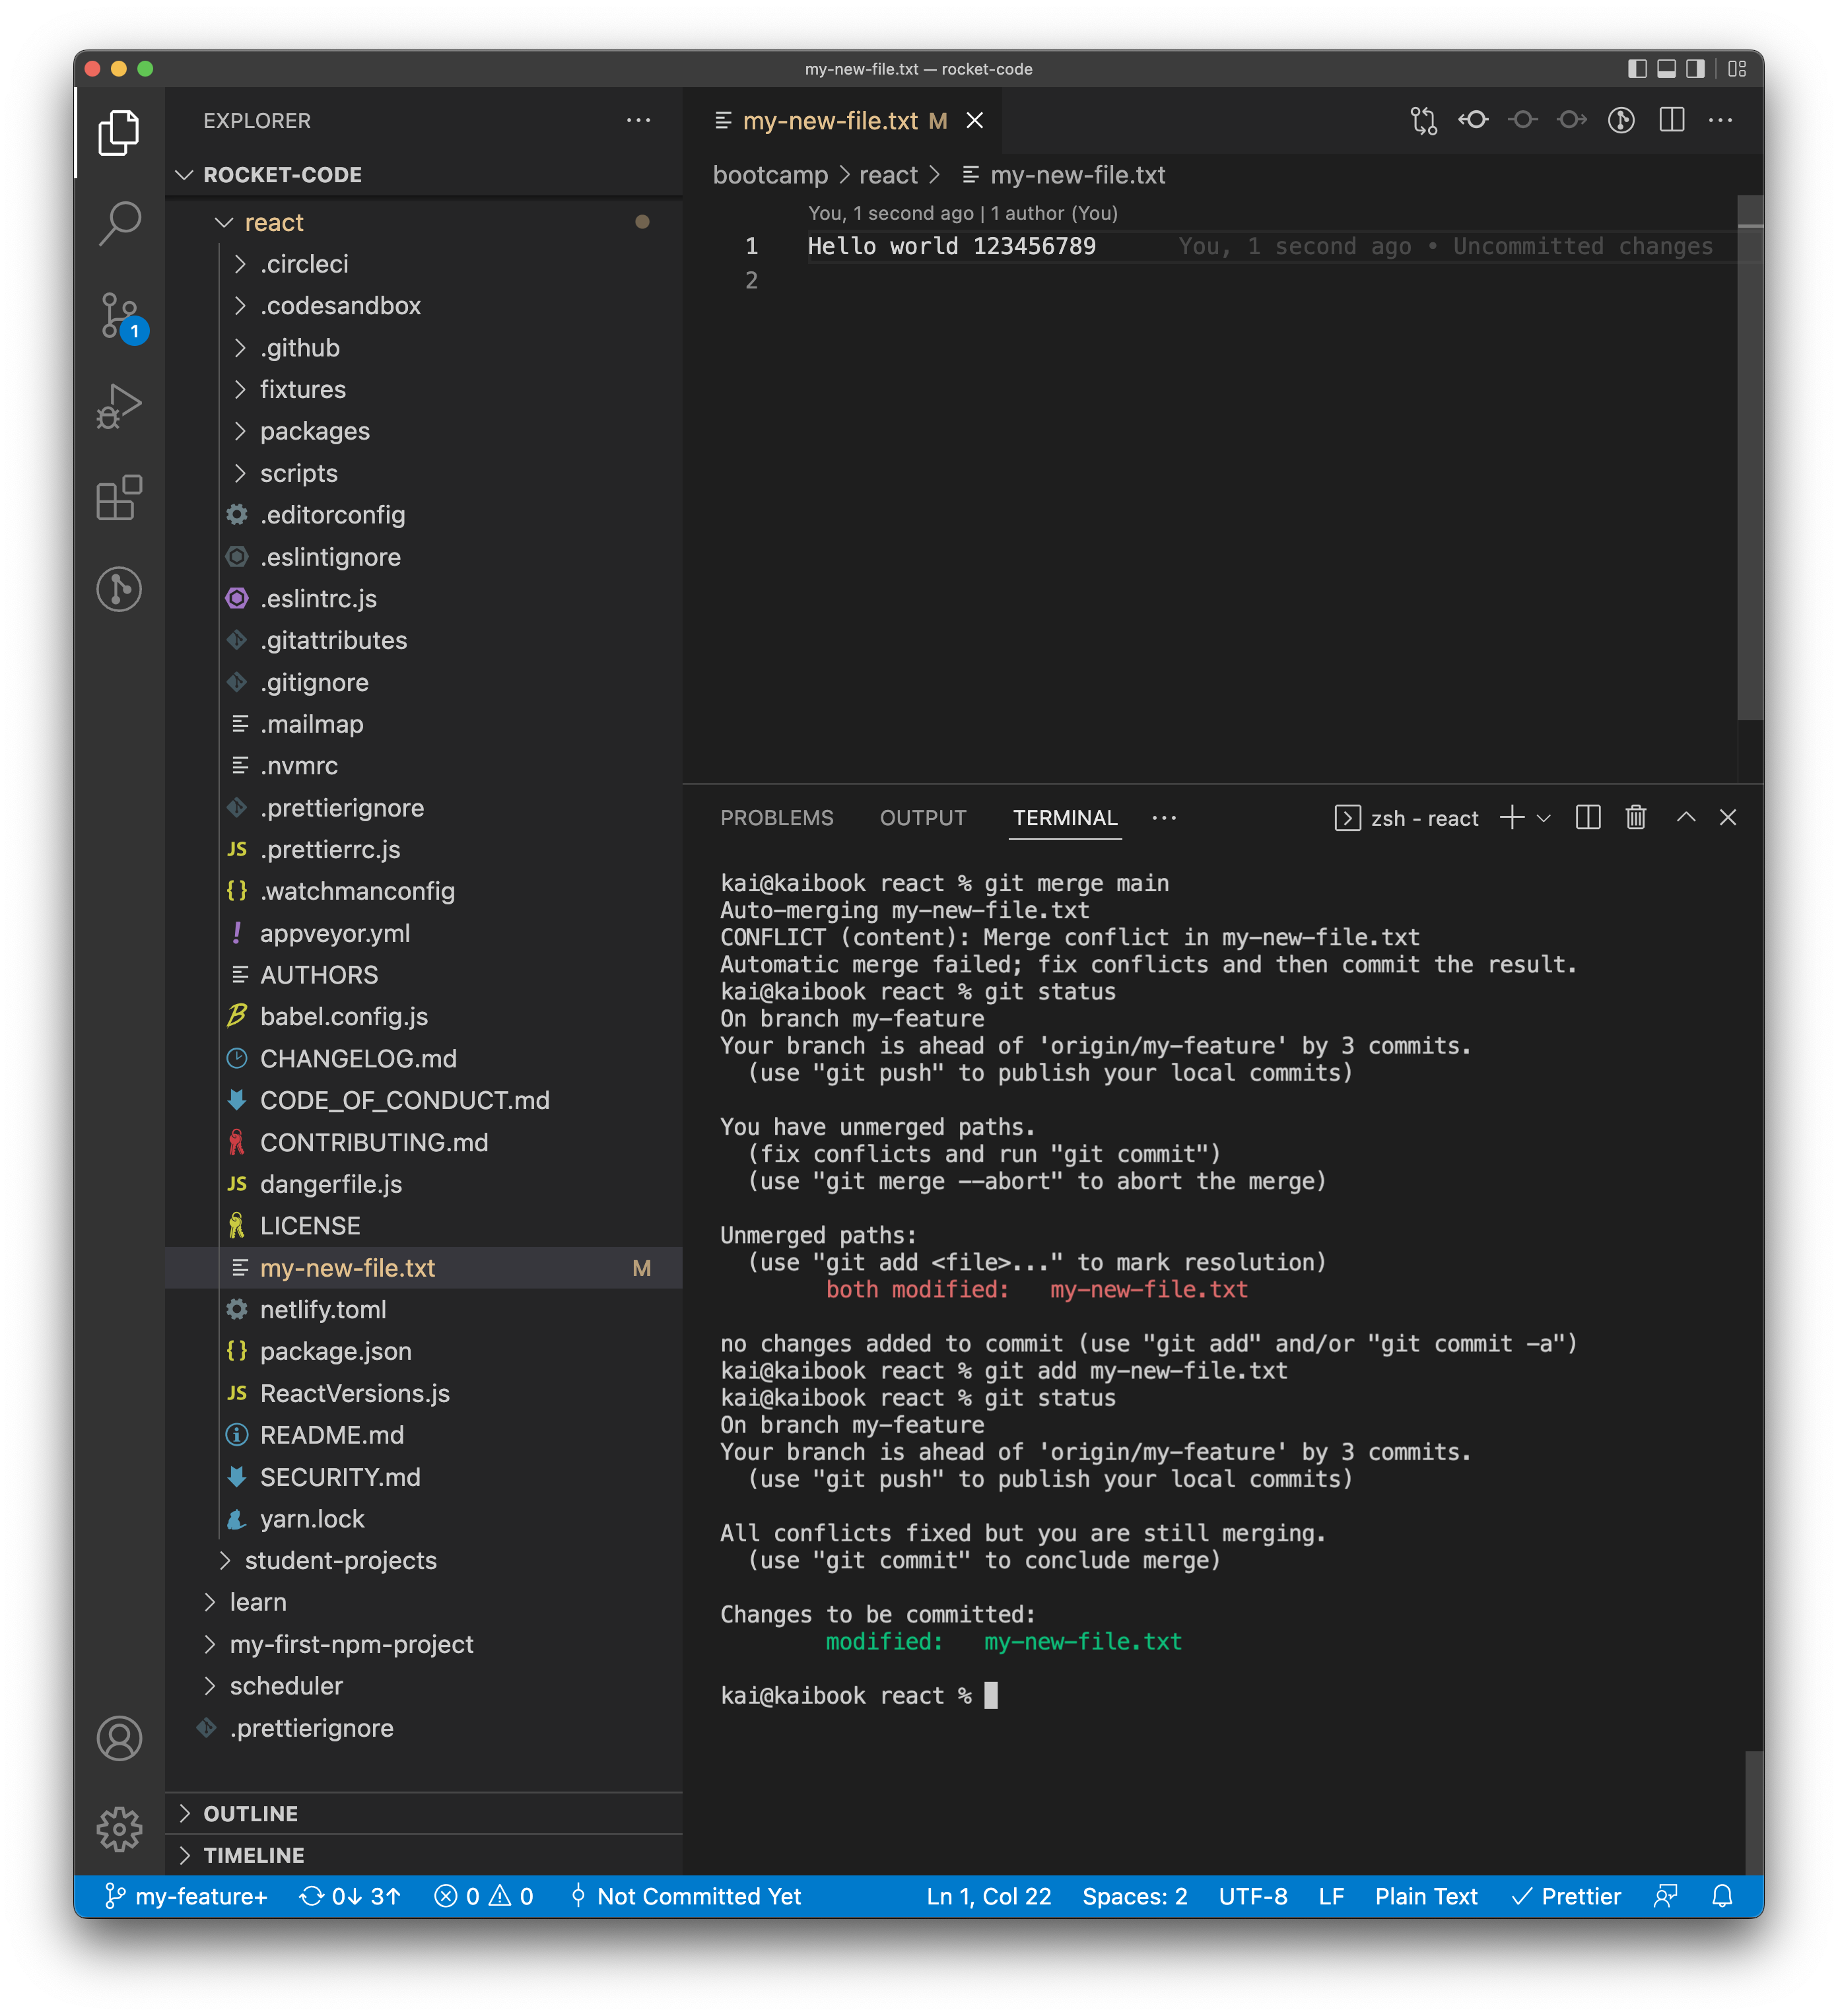 my-new-file.txt — rocket-code
EXPLORER
ROCKET-CODE
react
.circleci
.codesandbox
.github
fixtures
packages
scripts
.editorconfig
.eslintignore
JS .eslintrc.js
.gitattributes
.gitignore
.mailmap
.nvmrc
.prettierignore
JS .prettierrc.js
{} .watchmanconfig
! appveyor.yml
AUTHORS
babel.config.js
CHANGELOG.md
CODE_OF_CONDUCT.md
CONTRIBUTING.md
JS dangerfile.js
LICENSE
my-new-file.txt M
netlify.toml
{} package.json
JS ReactVersions.js
README.md
SECURITY.md
yarn.lock
student-projects
learn
my-first-npm-project
scheduler
.prettierignore
OUTLINE
TIMELINE
1
my-new-file.txt M
bootcamp > react > my-new-file.txt
You, 1 second ago | 1 author (You)
1 Hello world 123456789 You, 1 second ago • Uncommitted changes
2
PROBLEMS OUTPUT TERMINAL ··· zsh - react
kai@kaibook react % git merge main
Auto-merging my-new-file.txt
CONFLICT (content): Merge conflict in my-new-file.txt
Automatic merge failed; fix conflicts and then commit the result.
kai@kaibook react % git status
On branch my-feature
Your branch is ahead of 'origin/my-feature' by 3 commits.
(use "git push" to publish your local commits)
You have unmerged paths.
(fix conflicts and run "git commit")
(use "git merge --abort" to abort the merge)
Unmerged paths:
(use "git add <file>..." to mark resolution)
both modified: my-new-file.txt
no changes added to commit (use "git add" and/or "git commit -a")
kai@kaibook react % git add my-new-file.txt
kai@kaibook react % git status
On branch my-feature
Your branch is ahead of 'origin/my-feature' by 3 commits.
(use "git push" to publish your local commits)
All conflicts fixed but you are still merging.
(use "git commit" to conclude merge)
Changes to be committed:
modified: my-new-file.txt
kai@kaibook react %
my-feature+ 0↓ 3↑ 0 0 Not Committed Yet Ln 1, Col 22 Spaces: 2 UTF-8 LF Plain Text Prettier